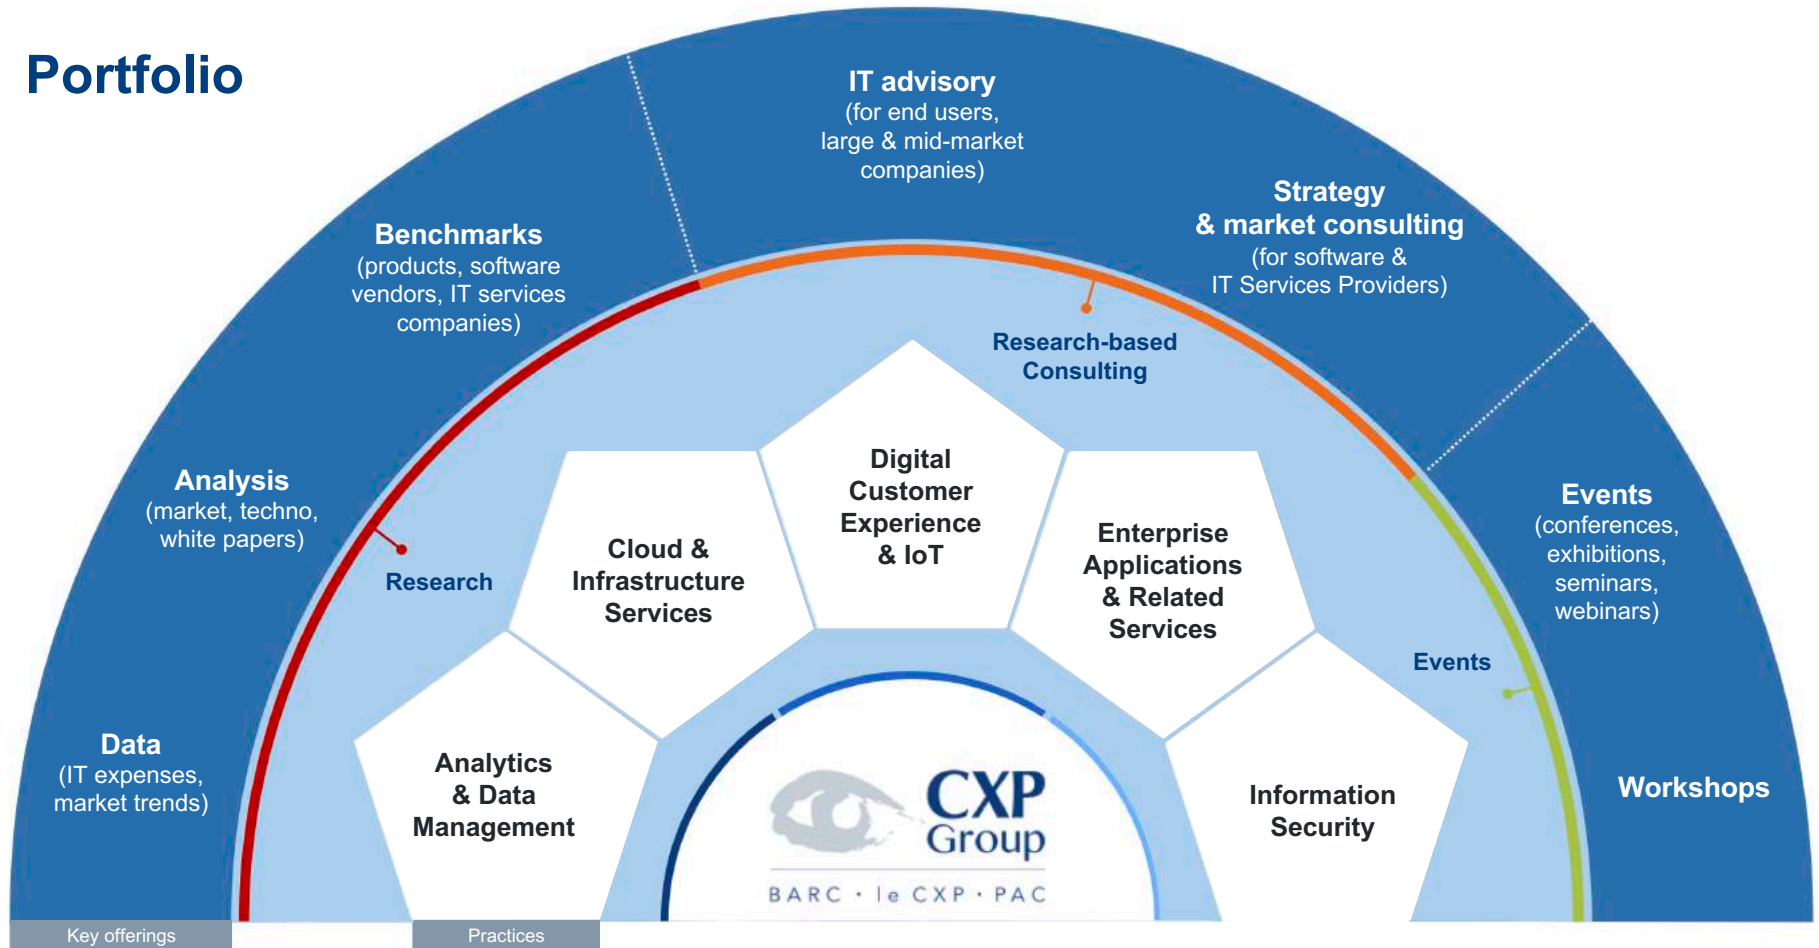 Portfolio
IT advisory
(for end users,
large & mid-market
companies)
Strategy
& market consulting
(for software &
IT Services Providers)
Benchmarks
(products, software
vendors, IT services
companies)
Analysis
(market, techno,
white papers)
Data
(IT expenses,
market trends)
Events
(conferences,
exhibitions,
seminars,
webinars)
Workshops
Research
Research-based
Consulting
Events
Analytics
& Data
Management
Cloud &
Infrastructure
Services
Digital
Customer
Experience
& IoT
Enterprise
Applications
& Related
Services
Information
Security
CXP
Group
BARC · le CXP · PAC
Key offerings
Practices